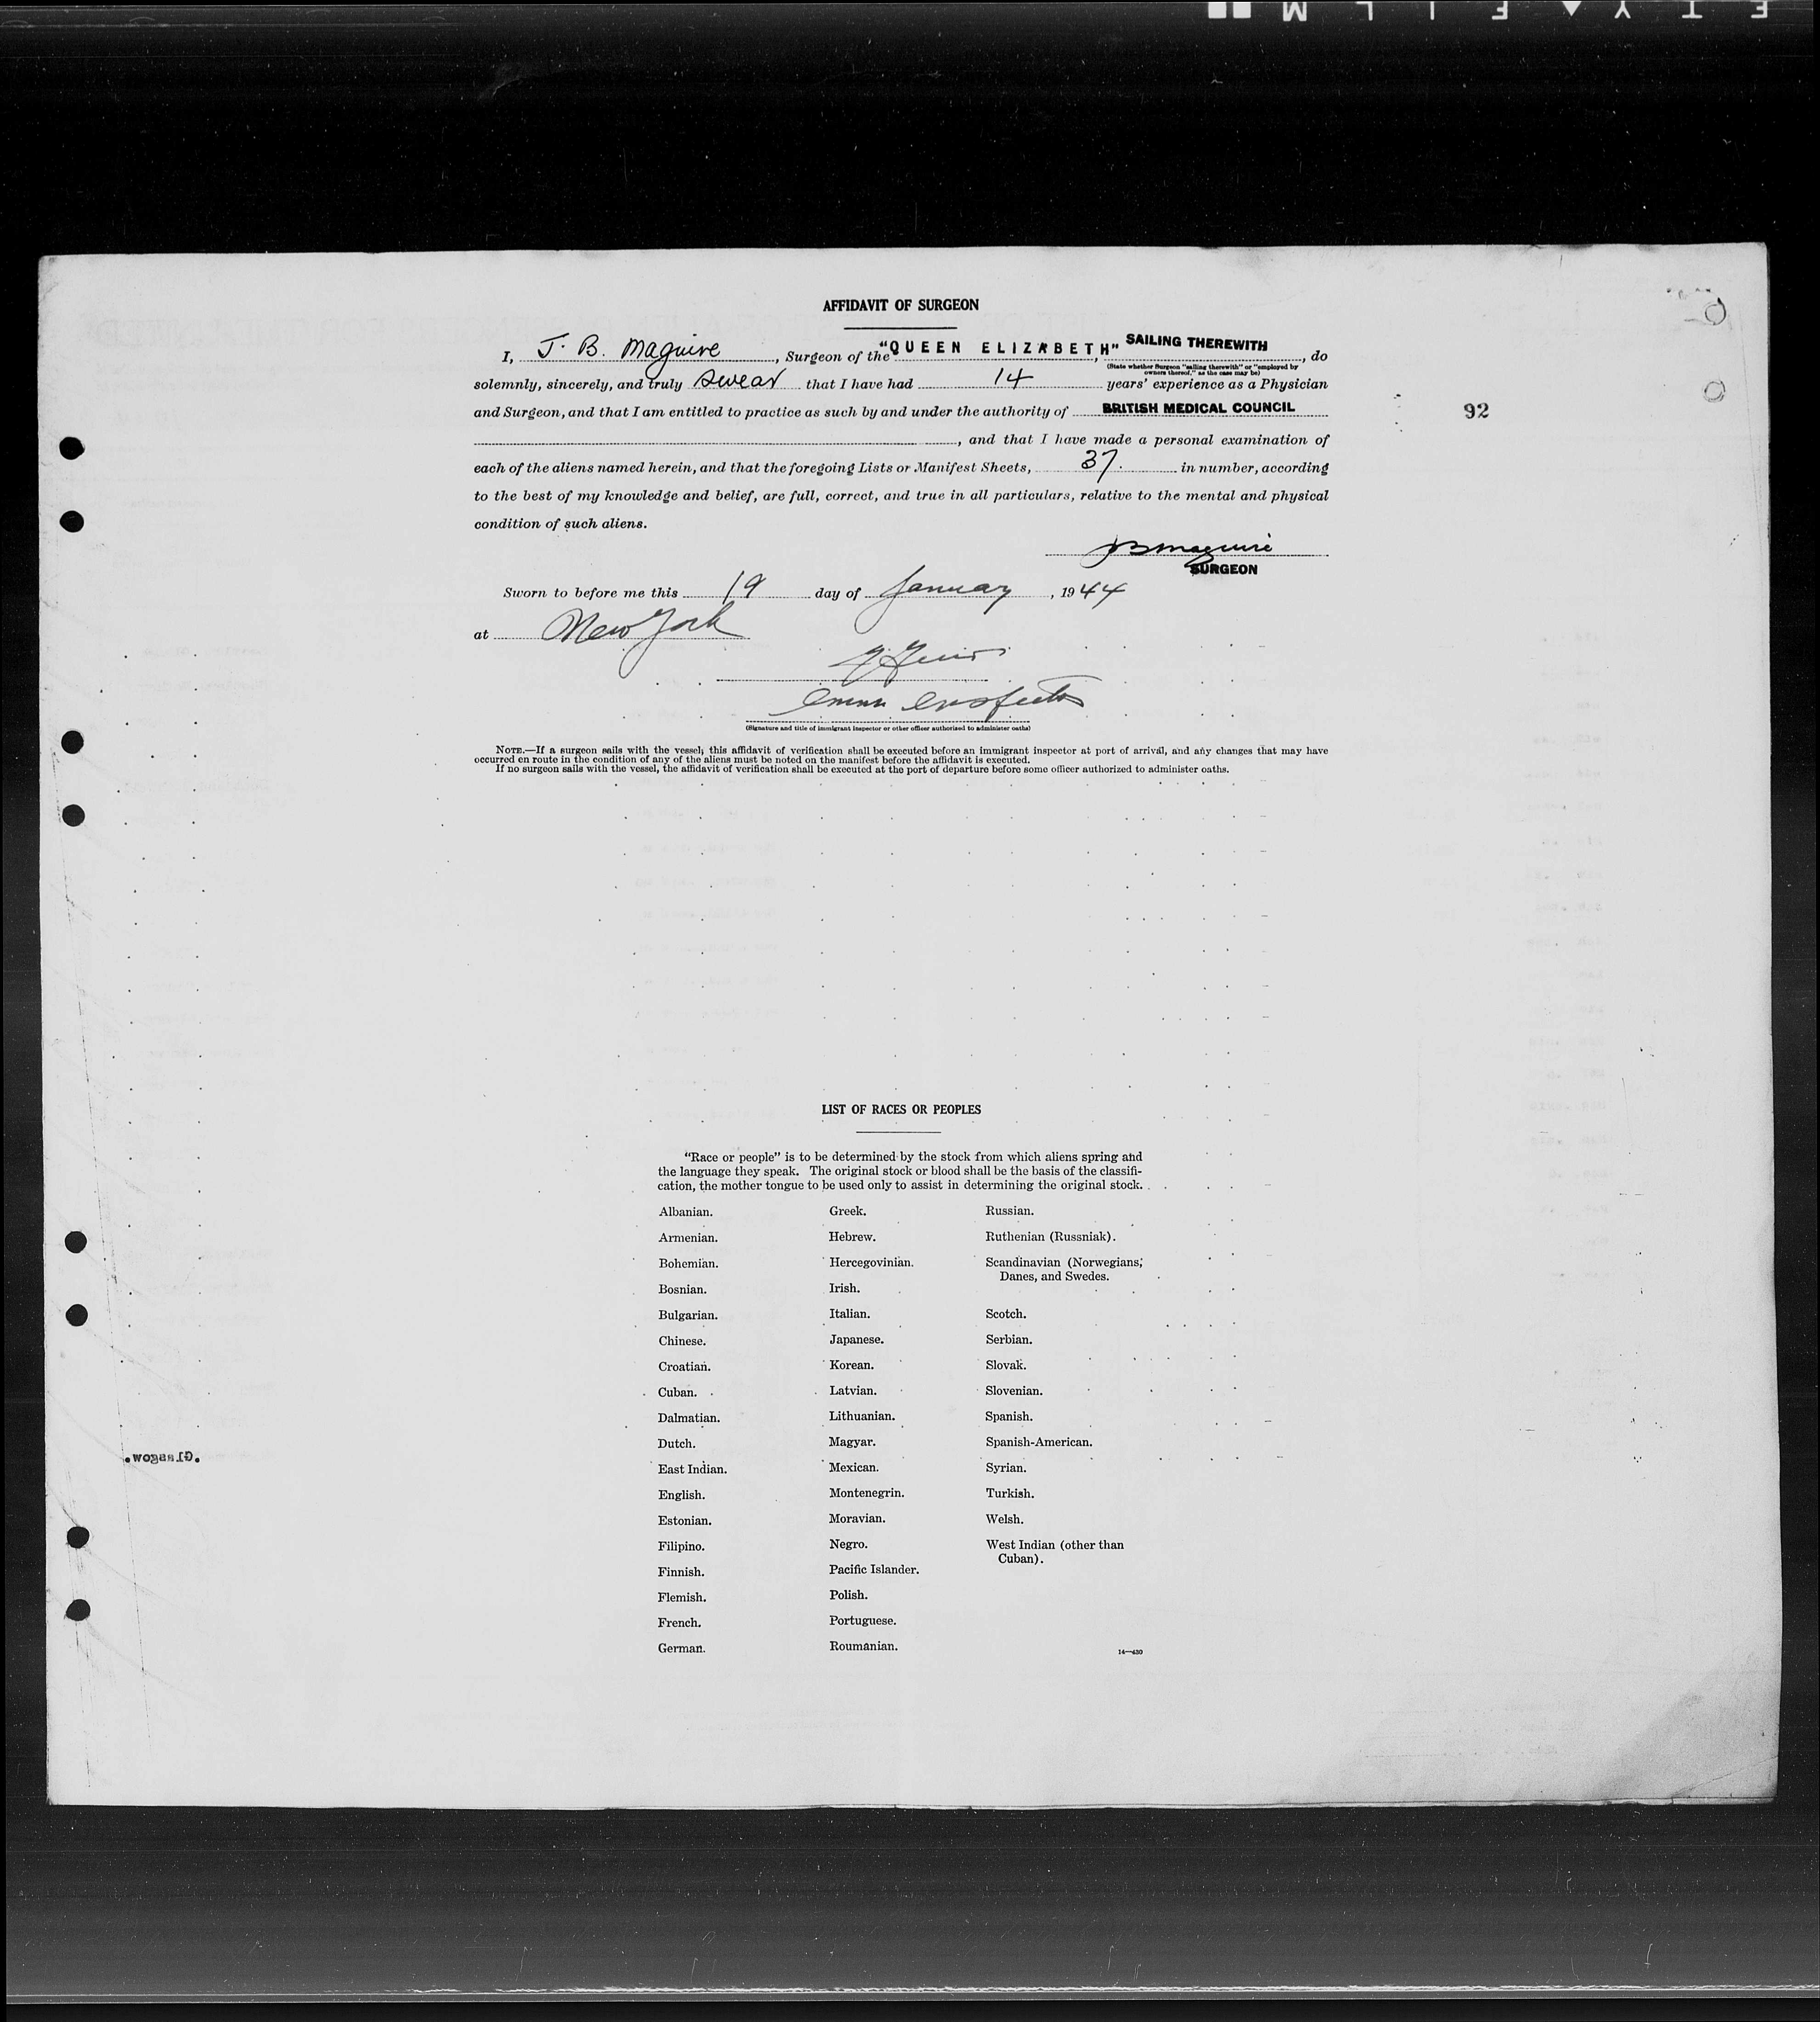 AFFIDAVIT OF SURGEON
I, J. B. Maguire, Surgeon of the "QUEEN ELIZABETH", SAILING THEREWITH, do
(State whether Surgeon "sailing therewith" or "employed by
owners thereof," as the case may be)
solemnly, sincerely, and truly swear that I have had 14 years' experience as a Physician
and Surgeon, and that I am entitled to practice as such by and under the authority of BRITISH MEDICAL COUNCIL
92
, and that I have made a personal examination of
each of the aliens named herein, and that the foregoing Lists or Manifest Sheets, 37. in number, according
to the best of my knowledge and belief, are full, correct, and true in all particulars, relative to the mental and physical
condition of such aliens.
JBMaguire
SURGEON
Sworn to before me this 19 day of January, 1944
at New York
(Signature and title of immigrant inspector or other officer authorized to administer oaths)
NOTE.—If a surgeon sails with the vessel, this affidavit of verification shall be executed before an immigrant inspector at port of arrival, and any changes that may have
occurred en route in the condition of any of the aliens must be noted on the manifest before the affidavit is executed.
If no surgeon sails with the vessel, the affidavit of verification shall be executed at the port of departure before some officer authorized to administer oaths.
LIST OF RACES OR PEOPLES
"Race or people" is to be determined by the stock from which aliens spring and
the language they speak. The original stock or blood shall be the basis of the classifi-
cation, the mother tongue to be used only to assist in determining the original stock.
Albanian.
Armenian.
Bohemian.
Bosnian.
Bulgarian.
Chinese.
Croatian.
Cuban.
Dalmatian.
Dutch.
East Indian.
English.
Estonian.
Filipino.
Finnish.
Flemish.
French.
German.
Greek.
Hebrew.
Hercegovinian.
Irish.
Italian.
Japanese.
Korean.
Latvian.
Lithuanian.
Magyar.
Mexican.
Montenegrin.
Moravian.
Negro.
Pacific Islander.
Polish.
Portuguese.
Roumanian.
Russian.
Ruthenian (Russniak).
Scandinavian (Norwegians,
Danes, and Swedes.
Scotch.
Serbian.
Slovak.
Slovenian.
Spanish.
Spanish-American.
Syrian.
Turkish.
Welsh.
West Indian (other than
Cuban).
14—430
Glasgow.